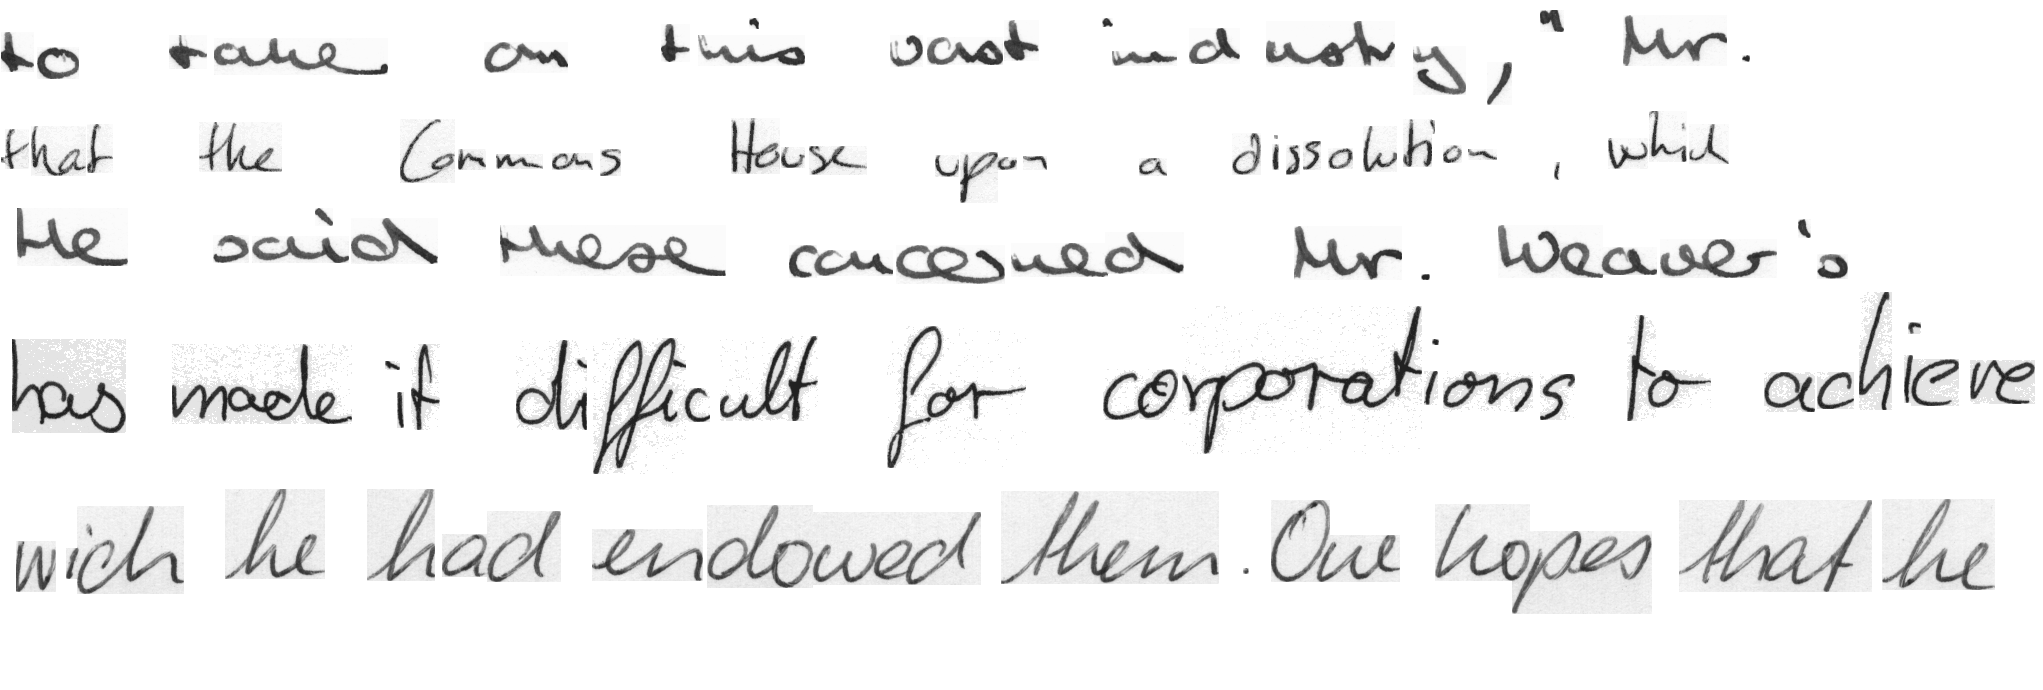 to take on this vast industry," Mr.
that the Commons House upon a dissolution, which
He said these concerned Mr. Weaver's
has made it difficult for corporations to achieve
wich he had endowed them. One hopes that he